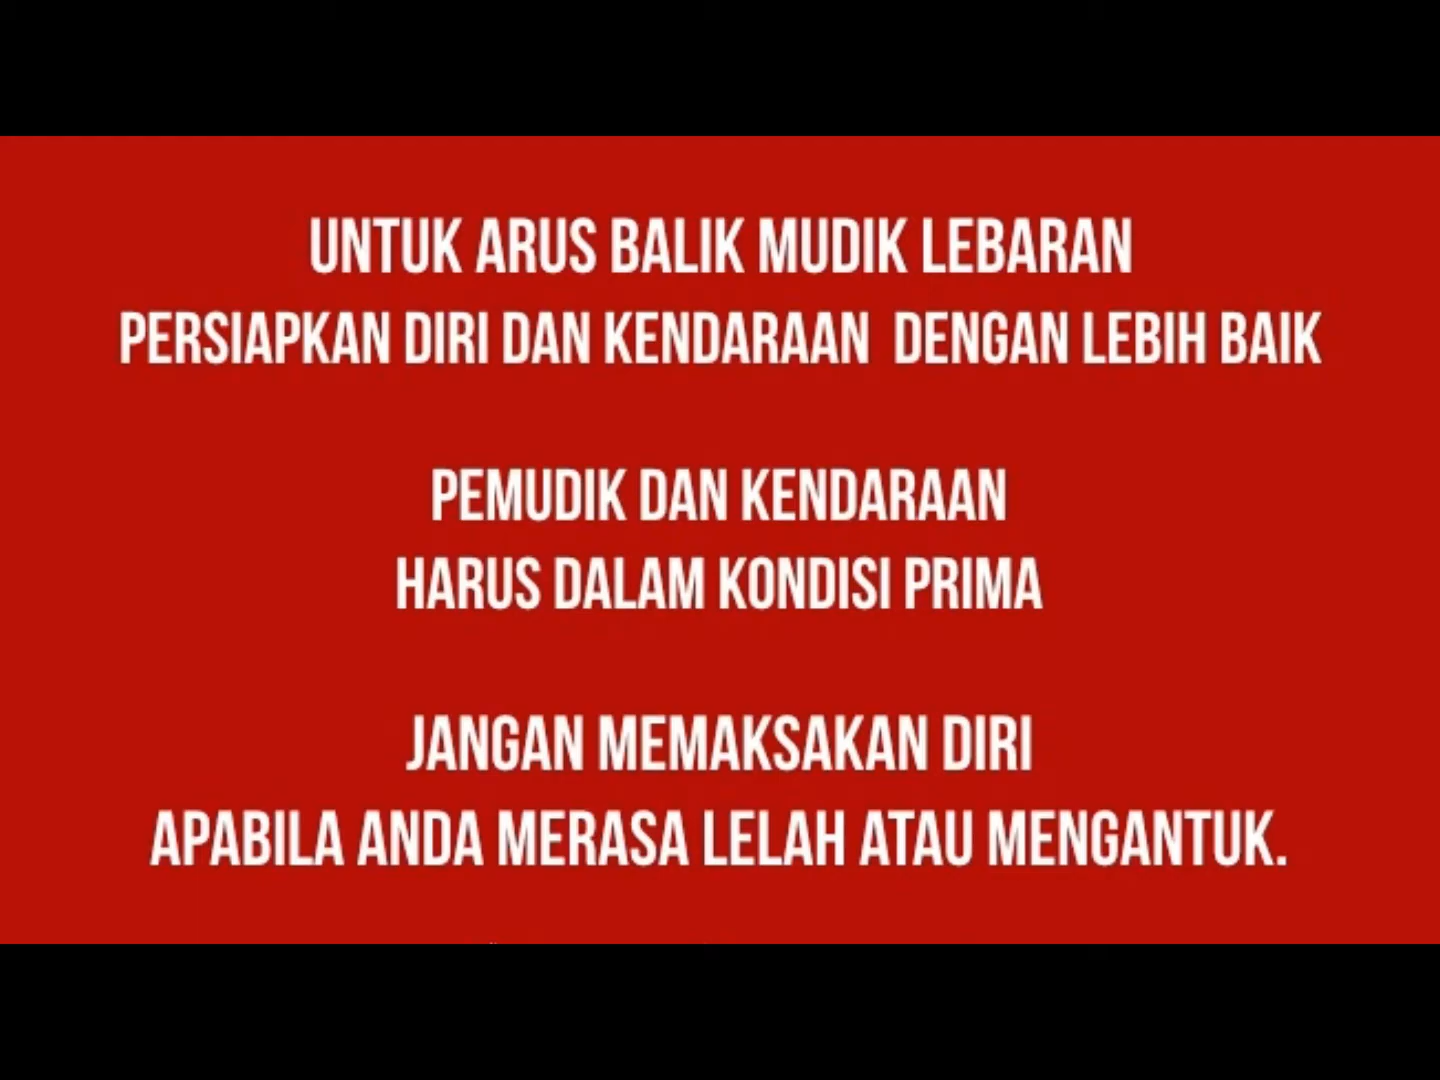 UNTUK ARUS BALIK MUDIK LEBARAN
PERSIAPKAN DIRI DAN KENDARAAN DENGAN LEBIH BAIK
PEMUDIK DAN KENDARAAN
HARUS DALAM KONDISI PRIMA
JANGAN MEMAKSAKAN DIRI
APABILA ANDA MERASA LELAH ATAU MENGANTUK.